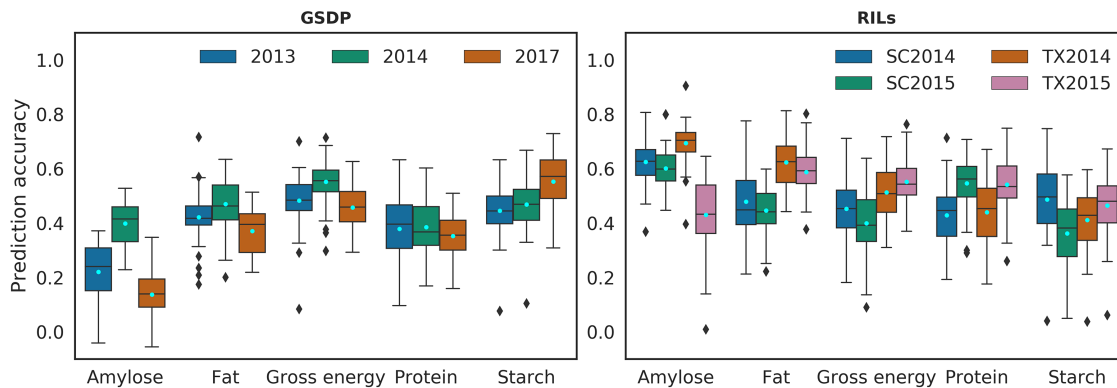 GSDP
RILs
Prediction accuracy
1.0
0.8
0.6
0.4
0.2
0.0
2013
2014
2017
Amylose
Fat
Gross energy
Protein
Starch
1.0
0.8
0.6
0.4
0.2
0.0
SC2014
TX2014
SC2015
TX2015
Amylose
Fat
Gross energy
Protein
Starch